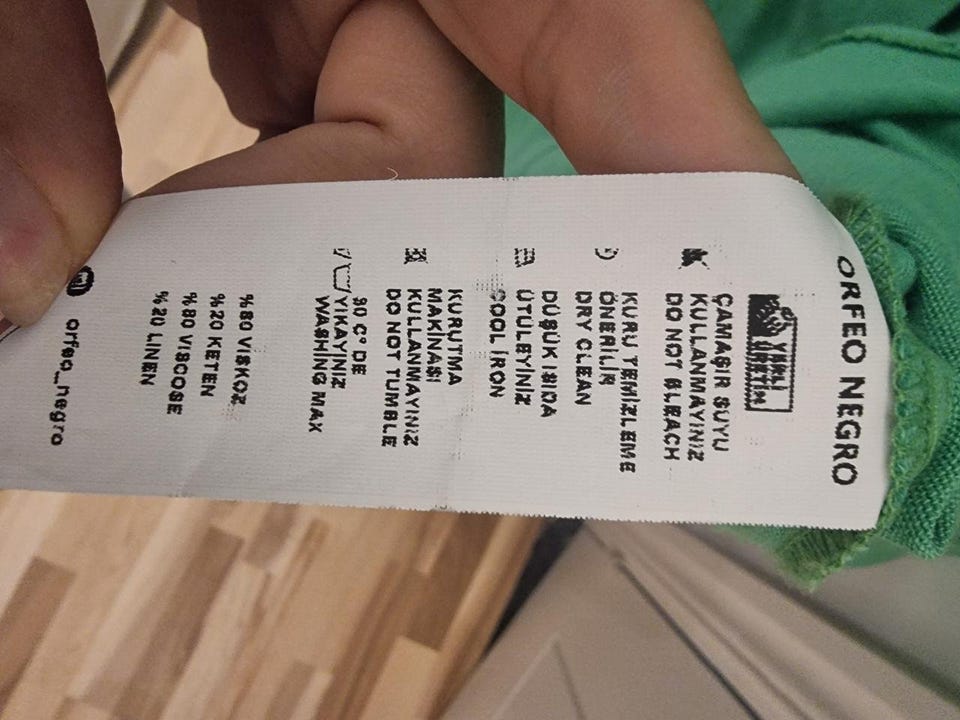 ORFEO NEGRO
YERLİ
ÜRETİM
ÇAMAŞIR SUYU
KULLANMAYINIZ
DO NOT BLEACH
KURU TEMİZLEME
ÖNERİLİR
DRY CLEAN
DÜŞÜK ISIDA
ÜTÜLEYİNİZ
COOL İRON
KURUTMA
MAKİNASI
KULLANMAYINIZ
DO NOT TUMBLE
C° DE
YIKAYINIZ
WASHING MAX
%80 VİSKOZ
%20 KETEN
%80 VISCOSE
%20 LINEN
orfeo_negro